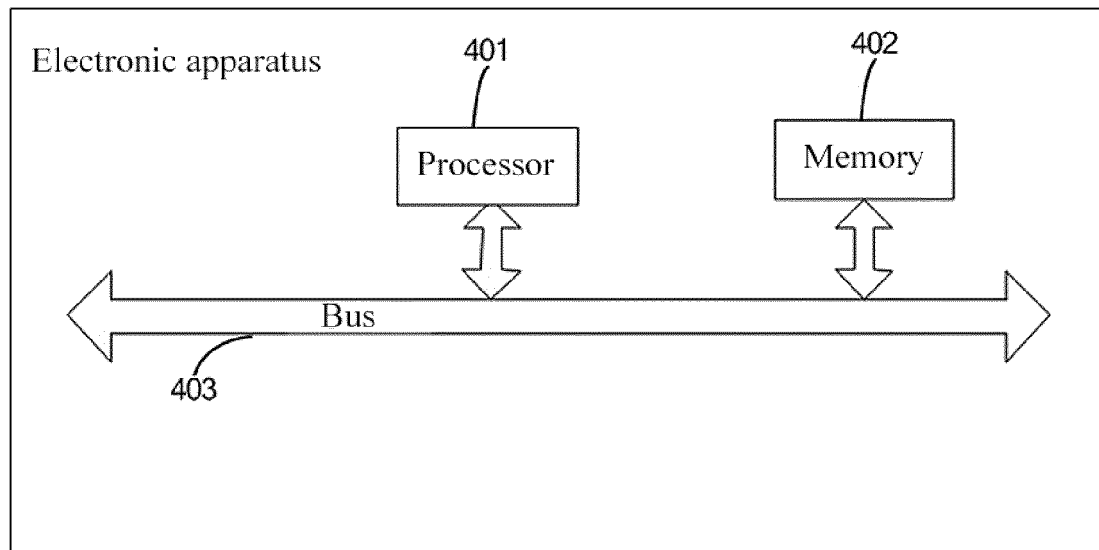 Electronic apparatus
401
402
Processor
Memory
Bus
403